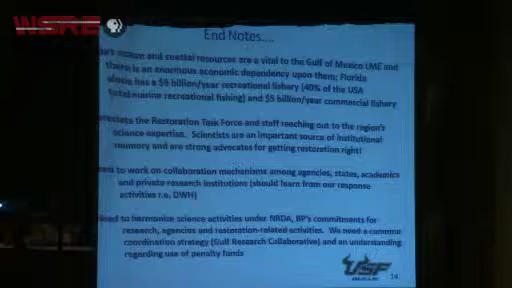 WSRE PBS
End Notes...
ocean and coastal resources are a vital to the Gulf of Mexico LME and
there is an enormous economic dependency upon them; Florida
alone has a $9 billion/year recreational fishery (40% of the USA
total marine recreational fishing) and $5 billion/year commercial fishery
the Restoration Task Force and staff reaching out to the region's
science expertise. Scientists are an important source of institutional
memory and are strong advocates for getting restoration right!
to work on collaboration mechanisms among agencies, states, academics
and private research institutions (should learn from our response
activities r.e. DWH)
to harmonize science activities under NRDA, BP's commitments for
research, agencies and restoration-related activities. We need a common
coordination strategy (Gulf Research Collaborative) and an understanding
regarding use of penalty funds
USF
14